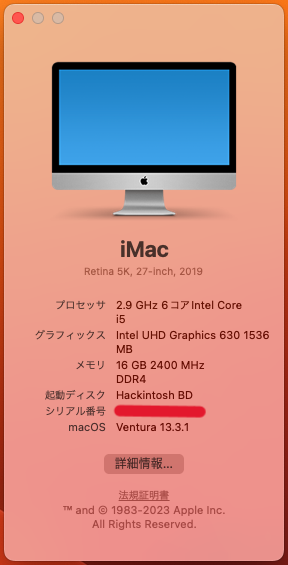 iMac
Retina 5K, 27-inch, 2019
プロセッサ 2.9 GHz 6コアIntel Core
i5
グラフィックス Intel UHD Graphics 630 1536
MB
メモリ 16 GB 2400 MHz
DDR4
起動ディスク Hackintosh BD
シリアル番号
macOS Ventura 13.3.1
詳細情報...
法規証明書
™ and © 1983-2023 Apple Inc.
All Rights Reserved.